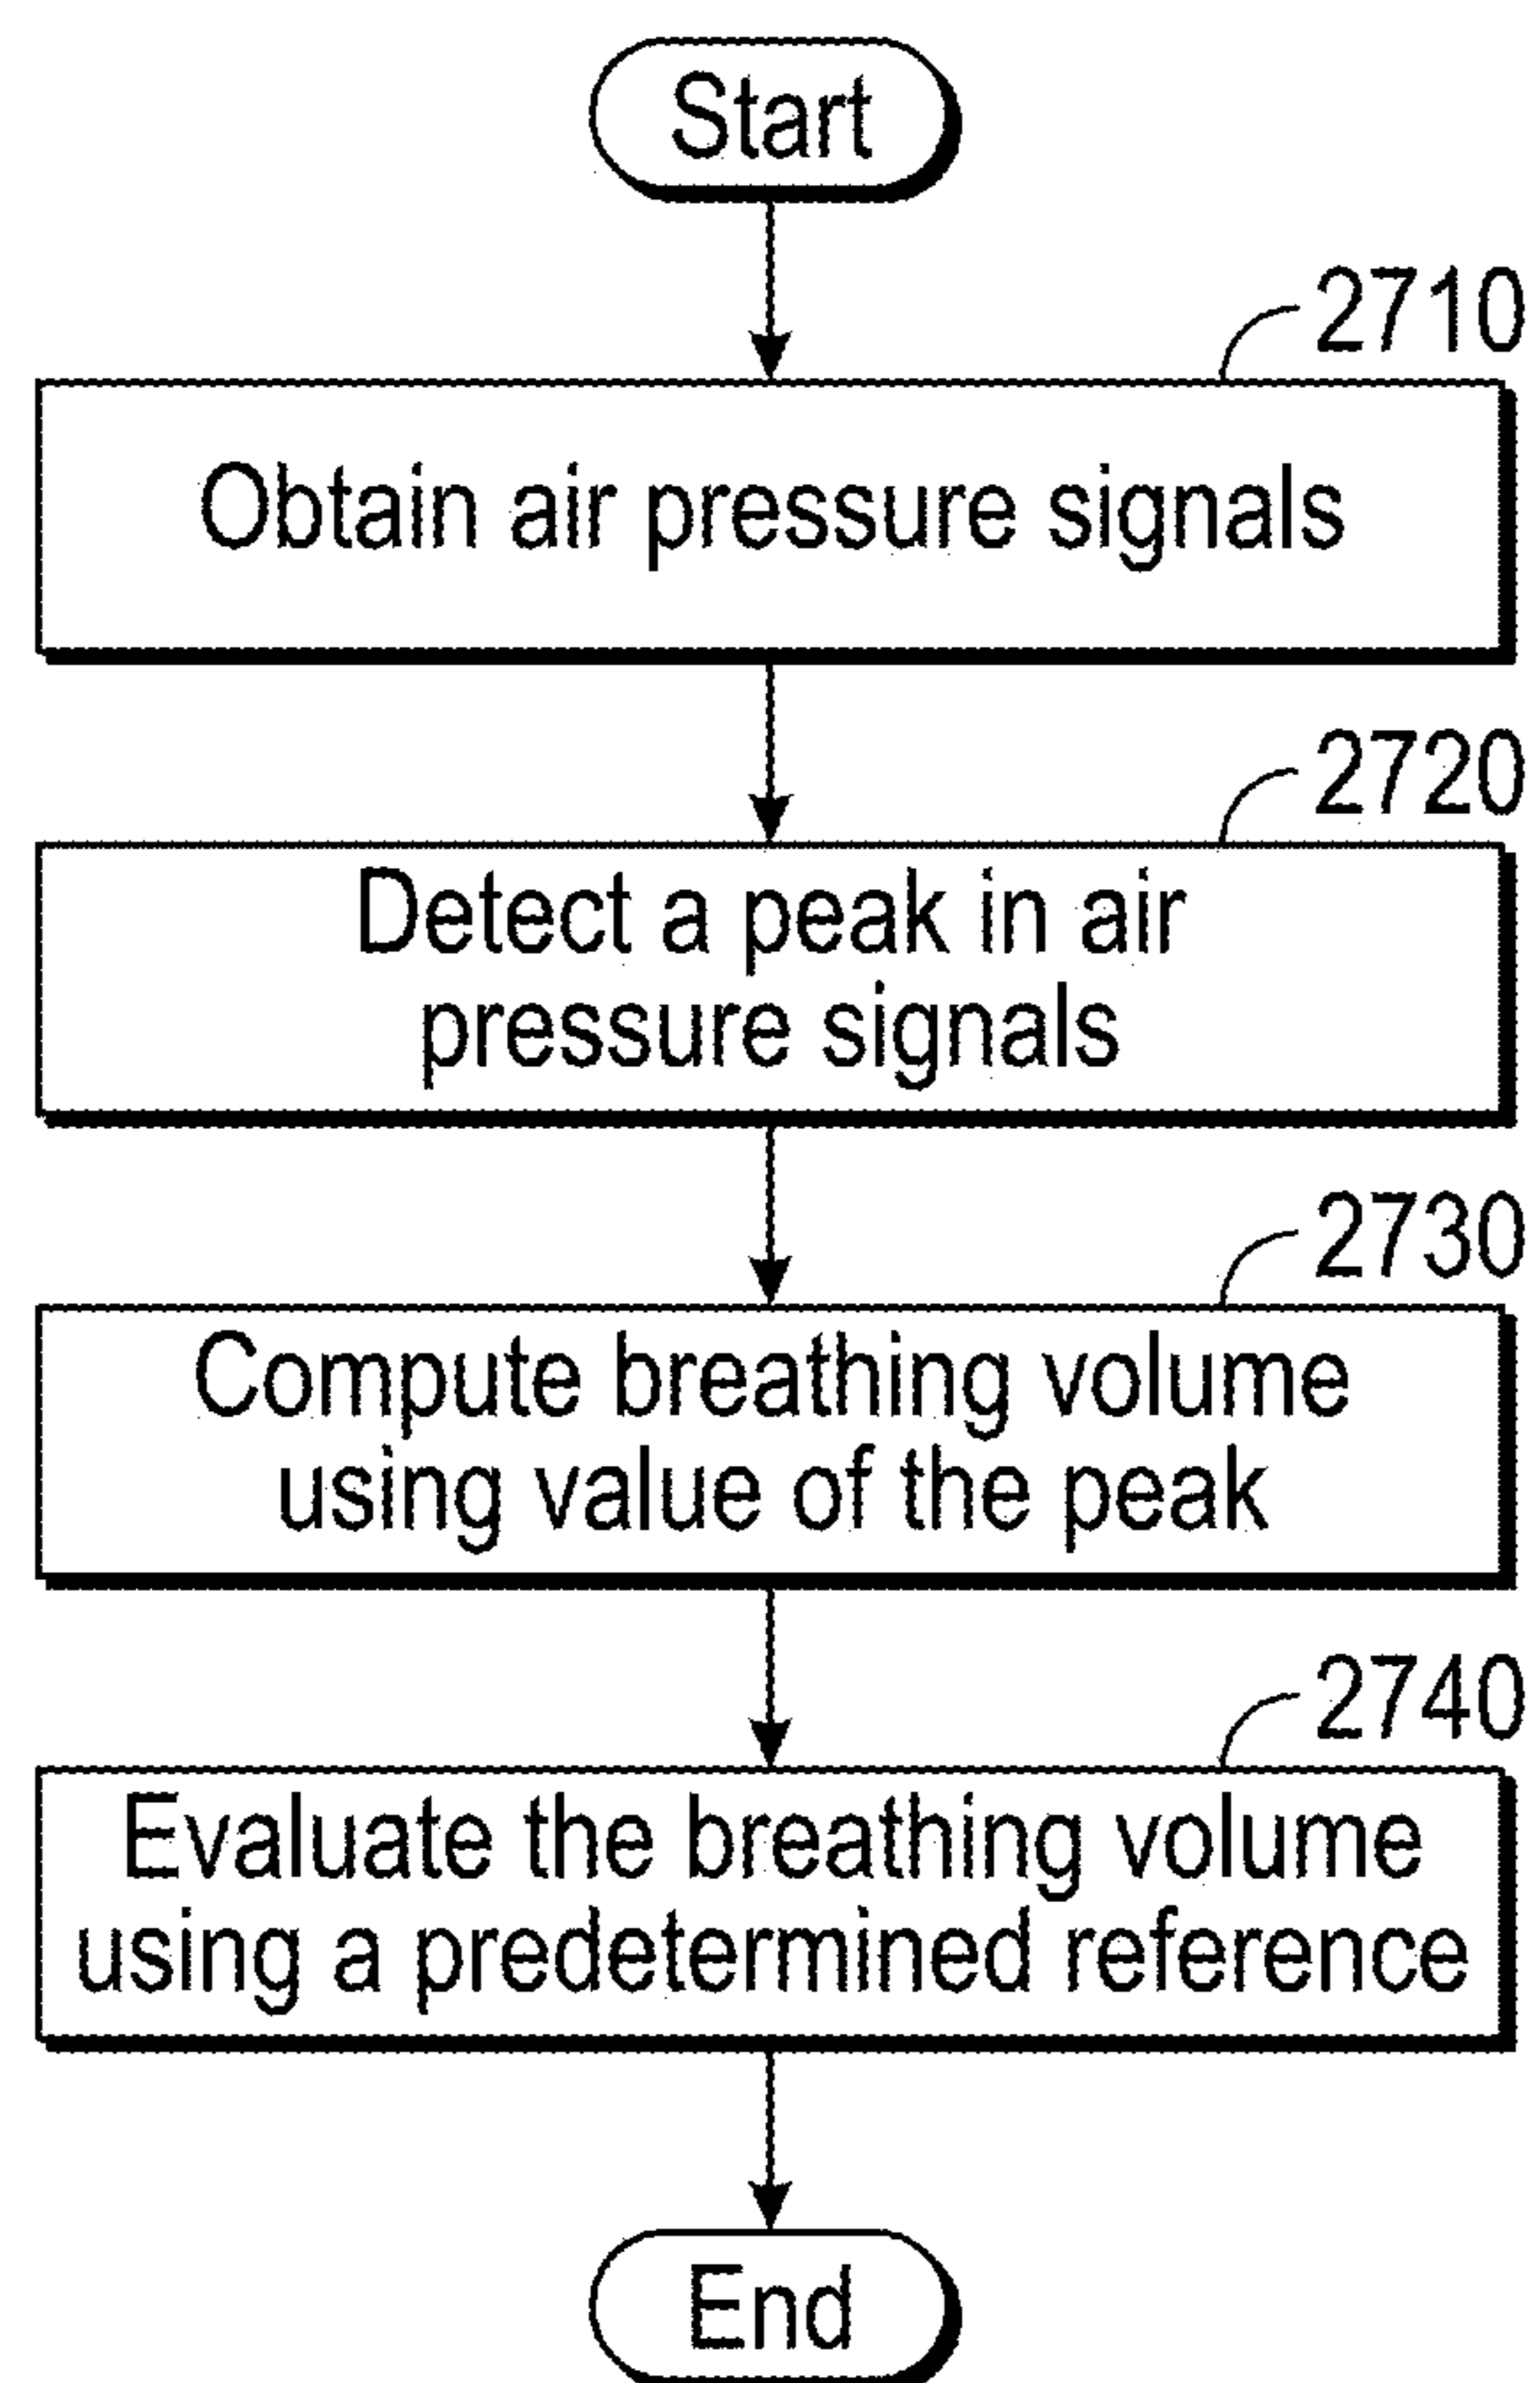 Start
2710
Obtain air pressure signals
2720
Detect a peak in air
pressure signals
2730
Compute breathing volume
using value of the peak
2740
Evaluate the breathing volume
using a predetermined reference
End